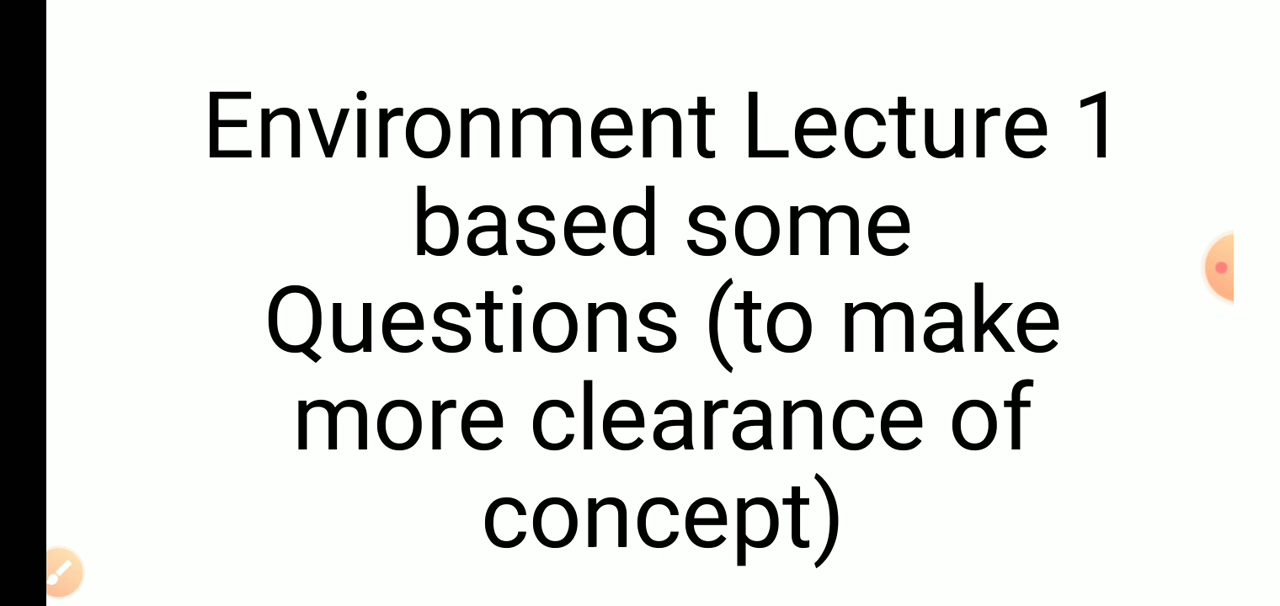 Environment Lecture 1
based some
Questions (to make
more clearance of
concept)